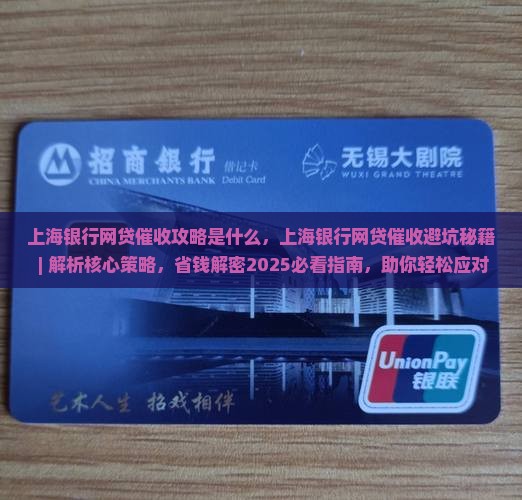 招商银行 借记卡
CHINA MERCHANTS BANK Debit Card
无锡大剧院
WUXI GRAND THEATRE
上海银行网贷催收攻略是什么，上海银行网贷催收避坑秘籍
| 解析核心策略，省钱解密2025必看指南，助你轻松应对
UnionPay
银联
艺术人生 招戏相伴